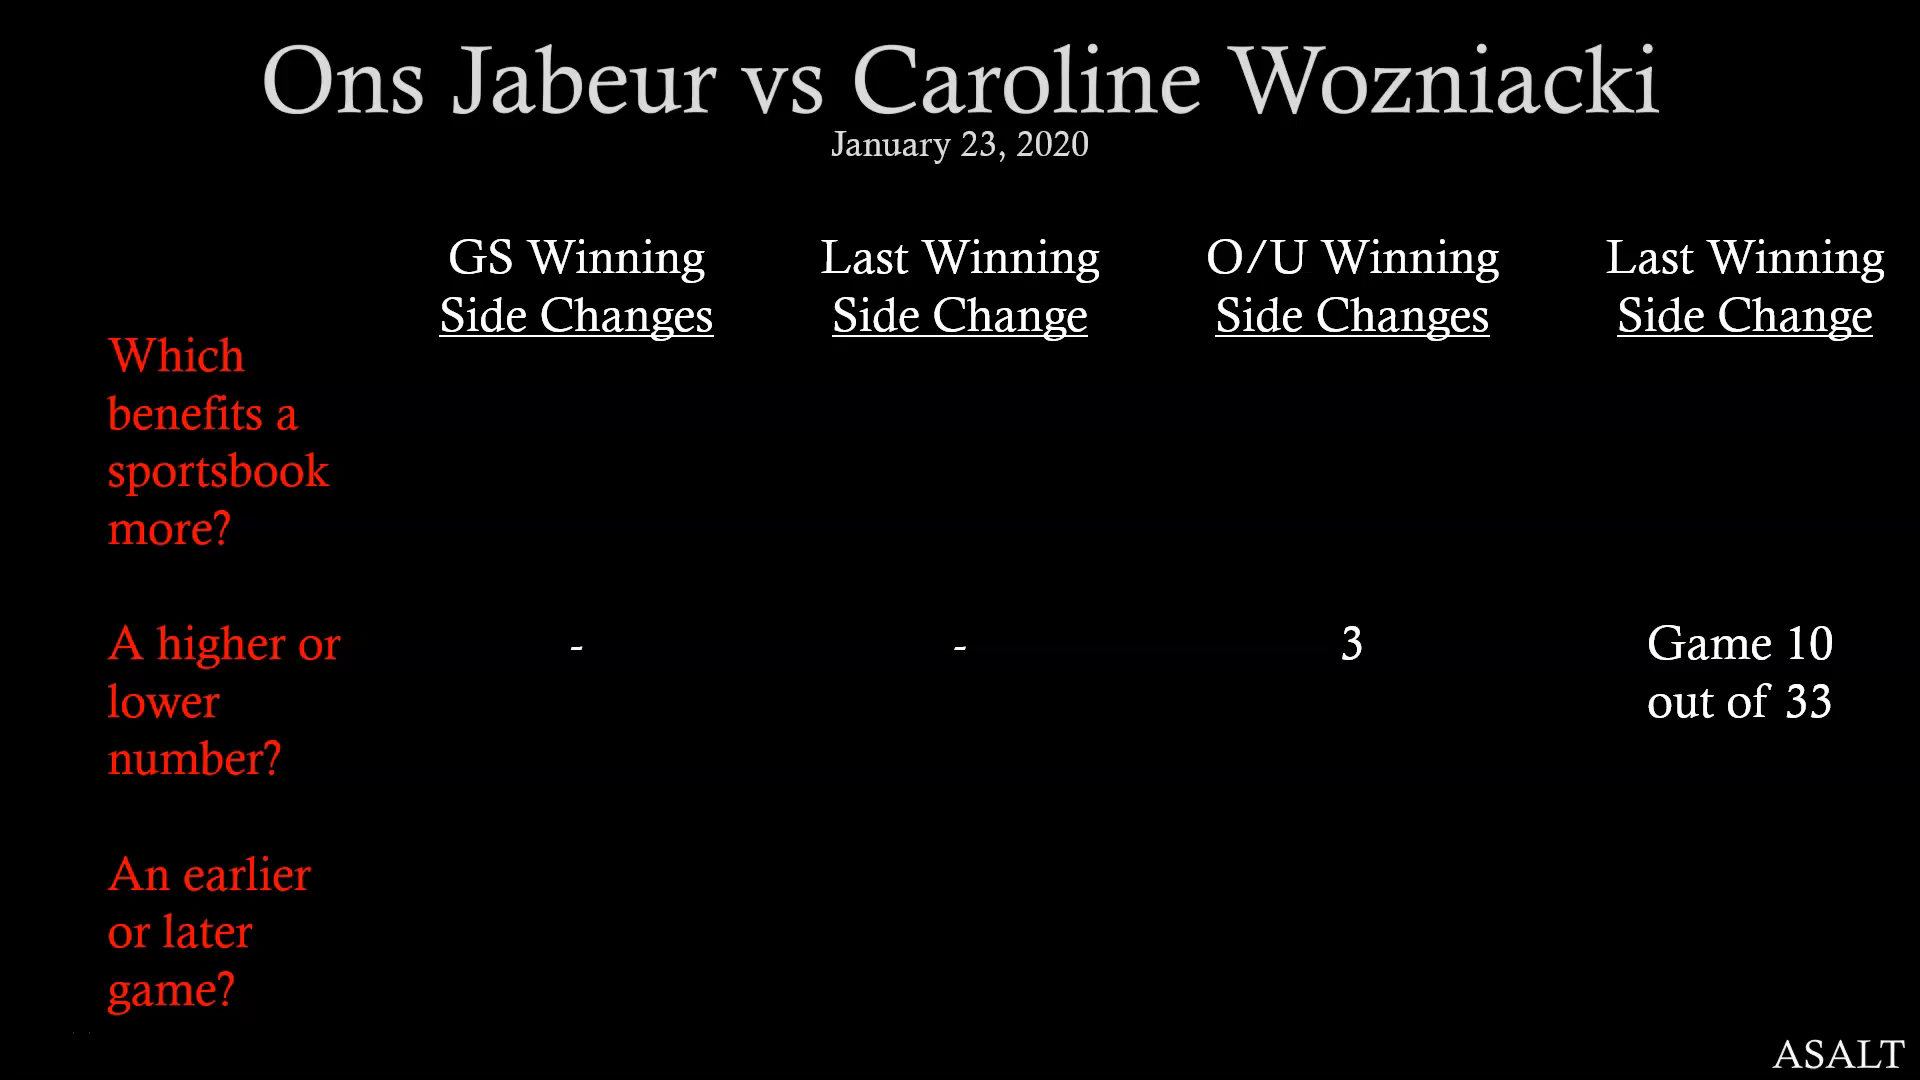 Ons Jabeur vs Caroline Wozniacki
January 23, 2020
GS Winning
Side Changes
Last Winning
Side Change
O/U Winning
Side Changes
Last Winning
Side Change
Which
benefits a
sportsbook
more?
A higher or
lower
number?
-
-
3
Game 10
out of 33
An earlier
or later
game?
ASALT